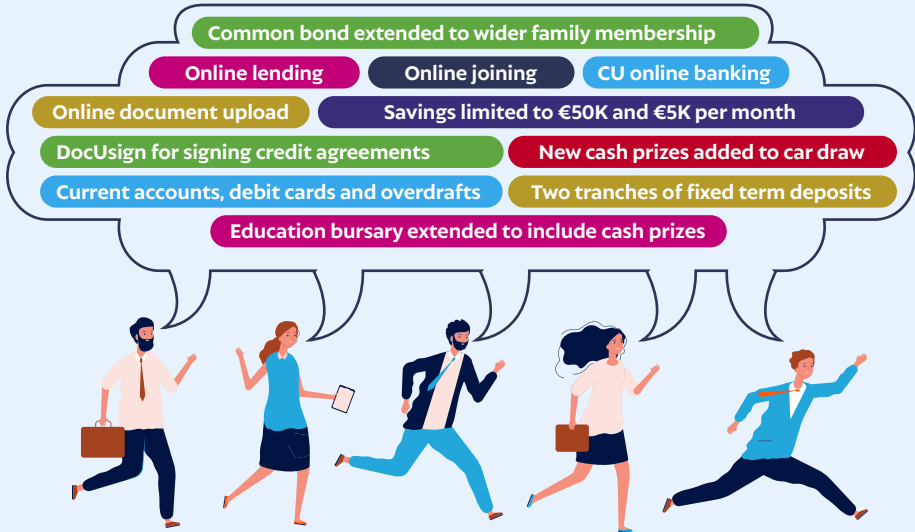 Common bond extended to wider family membership
Online lending
Online joining
CU online banking
Online document upload
Savings limited to €50K and €5K per month
DocUsign for signing credit agreements
New cash prizes added to car draw
Current accounts, debit cards and overdrafts
Two tranches of fixed term deposits
Education bursary extended to include cash prizes